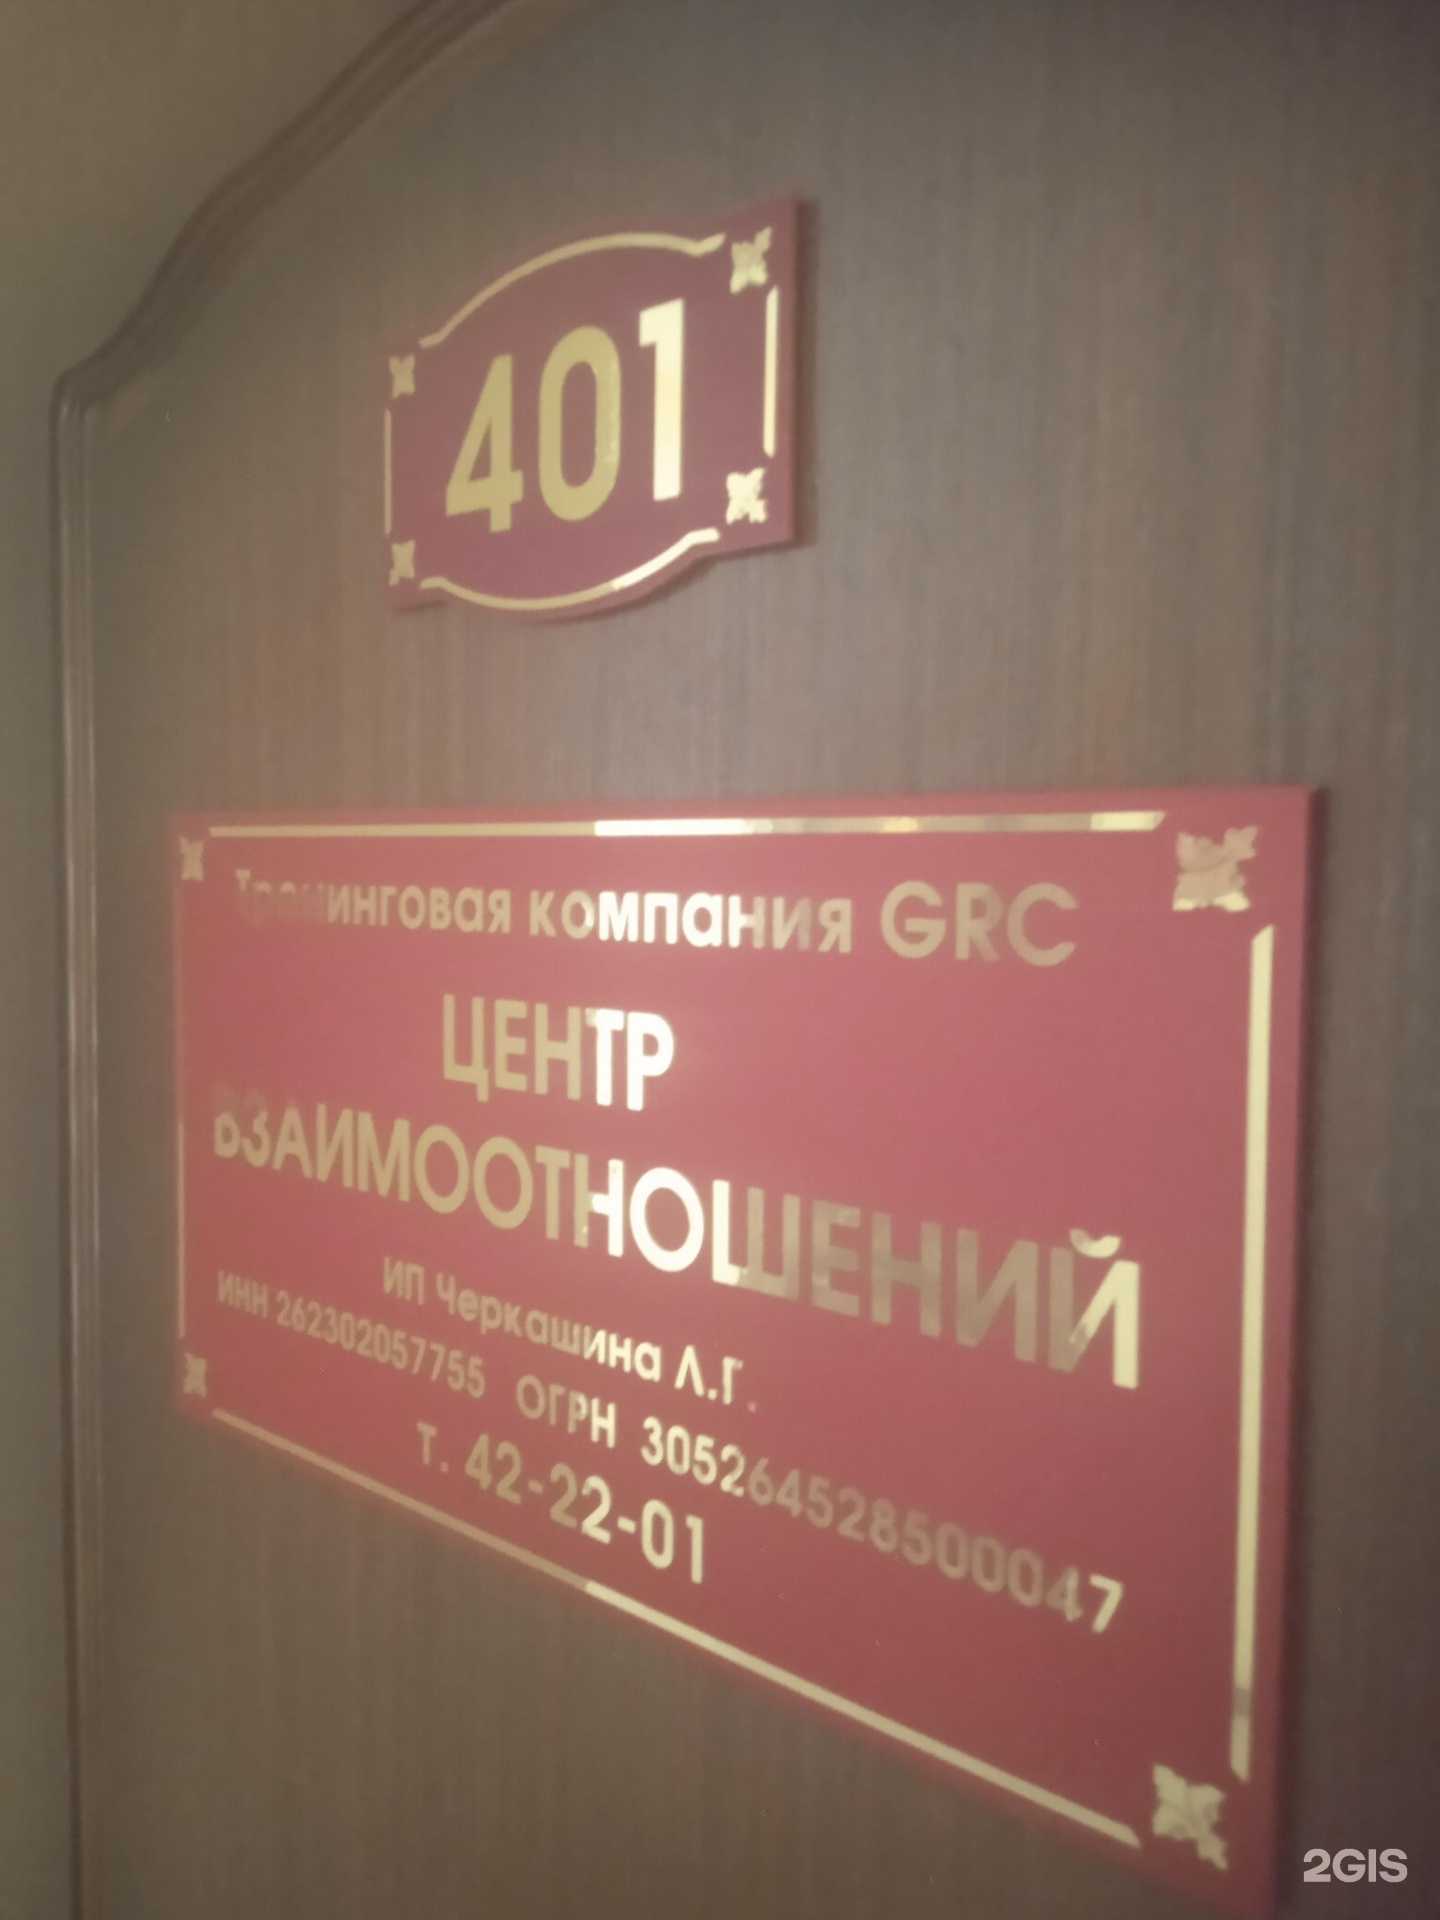 401
Тренинговая компания GRC
ЦЕНТР
ВЗАИМООТНОШЕНИЙ
ИП Черкашина Л.Г.
ИНН 262302057755 ОГРН 305264528500047
Т. 42-22-01
2GIS